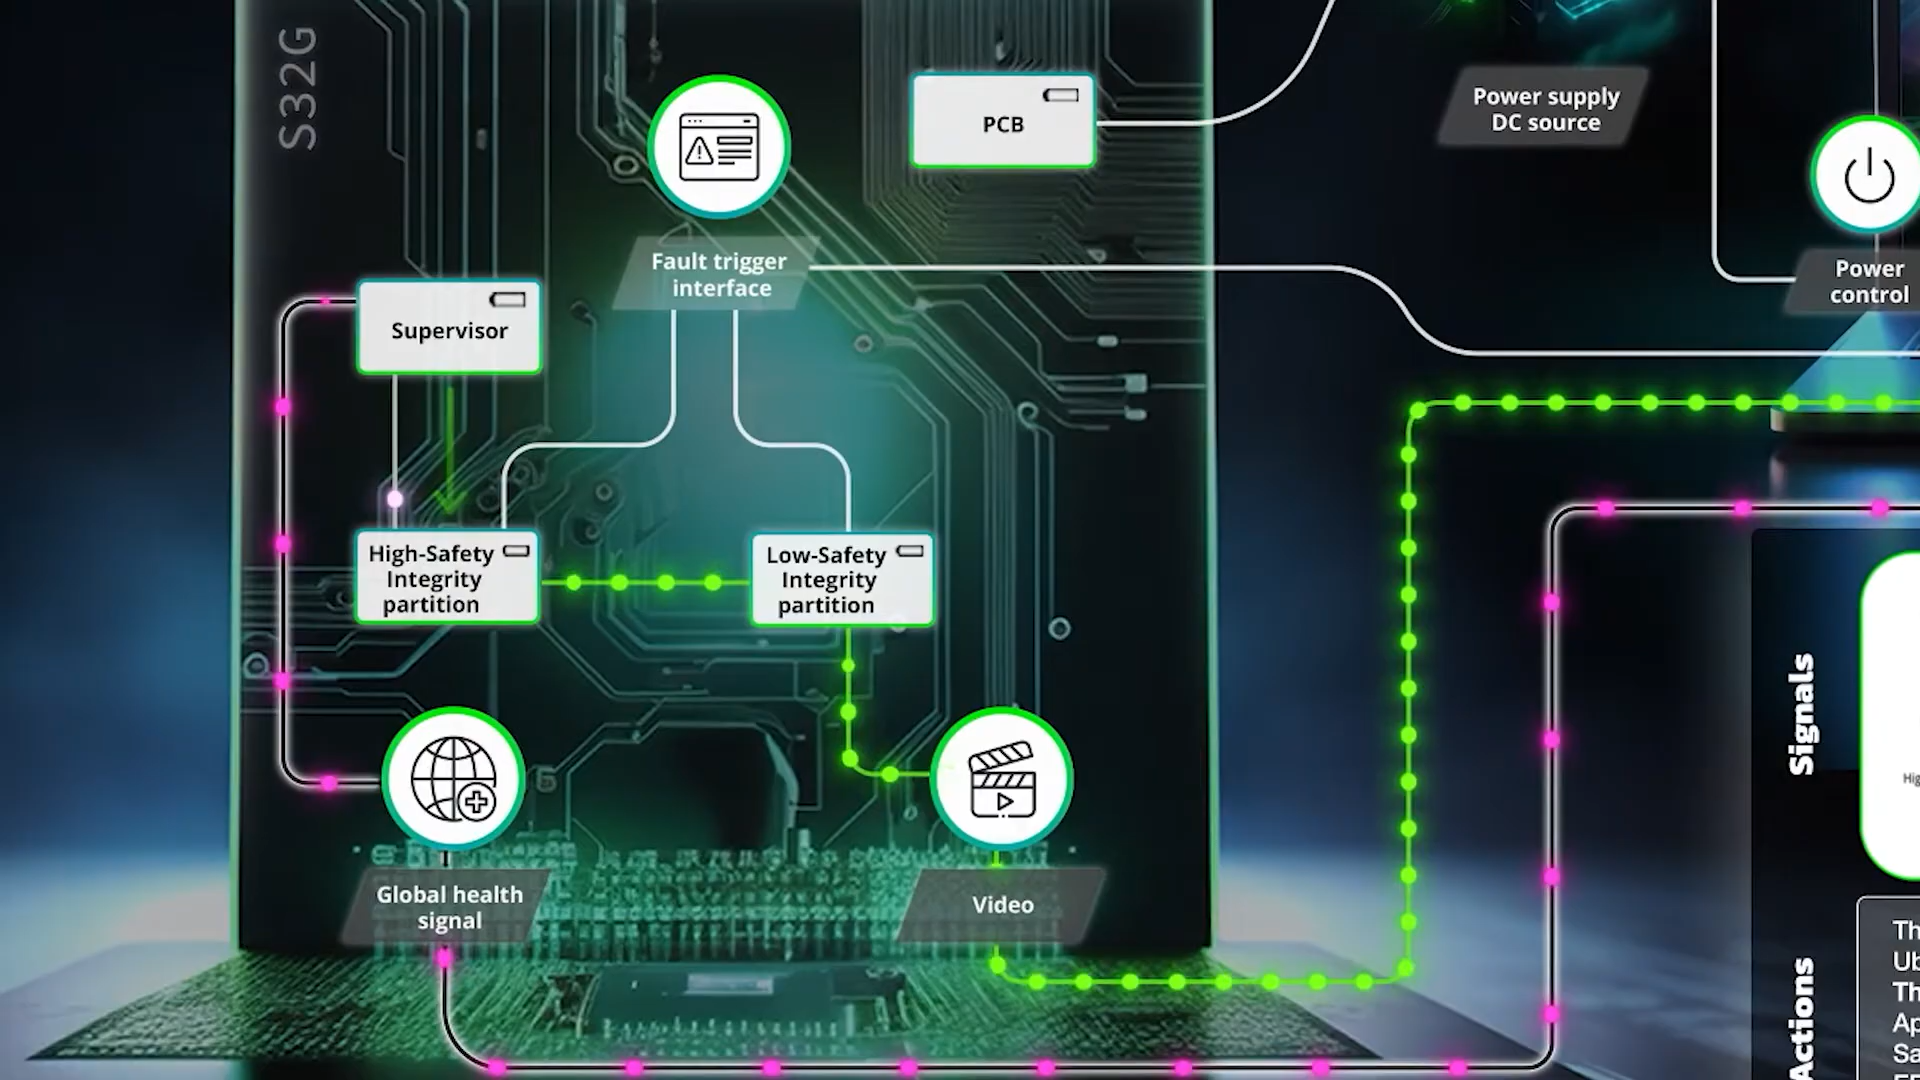 S32G
PCB
Power supply
DC source
Fault trigger
interface
Power
control
Supervisor
High-Safety
Integrity
partition
Low-Safety
Integrity
partition
Global health
signal
Video
Signals
Actions